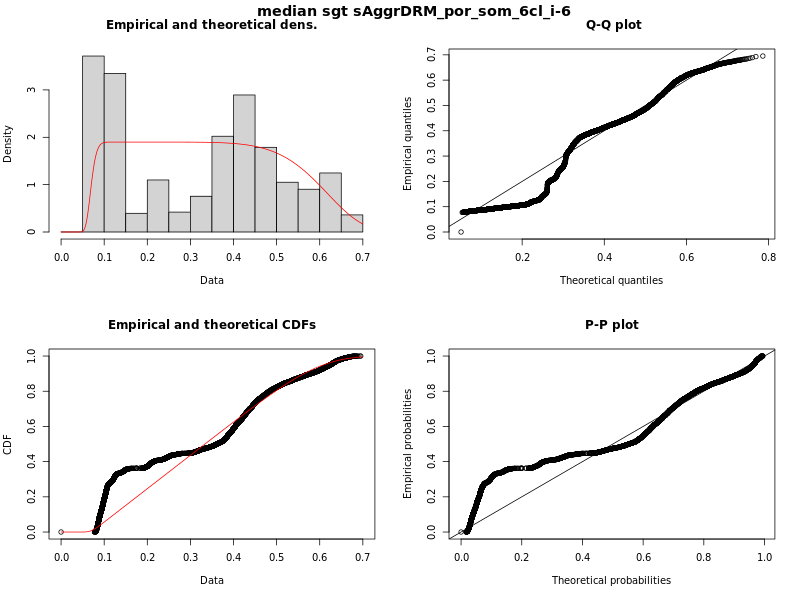 median sgt sAggrDRM_por_som_6cl_i-6
Empirical and theoretical dens.
Density
0 1 2 3
0.0 0.1 0.2 0.3 0.4 0.5 0.6 0.7
Data
Q-Q plot
Empirical quantiles
0.0 0.1 0.2 0.3 0.4 0.5 0.6 0.7
0.2 0.4 0.6 0.8
Theoretical quantiles
Empirical and theoretical CDFs
CDF
0.0 0.2 0.4 0.6 0.8 1.0
0.0 0.1 0.2 0.3 0.4 0.5 0.6 0.7
Data
P-P plot
Empirical probabilities
0.0 0.2 0.4 0.6 0.8 1.0
0.0 0.2 0.4 0.6 0.8 1.0
Theoretical probabilities